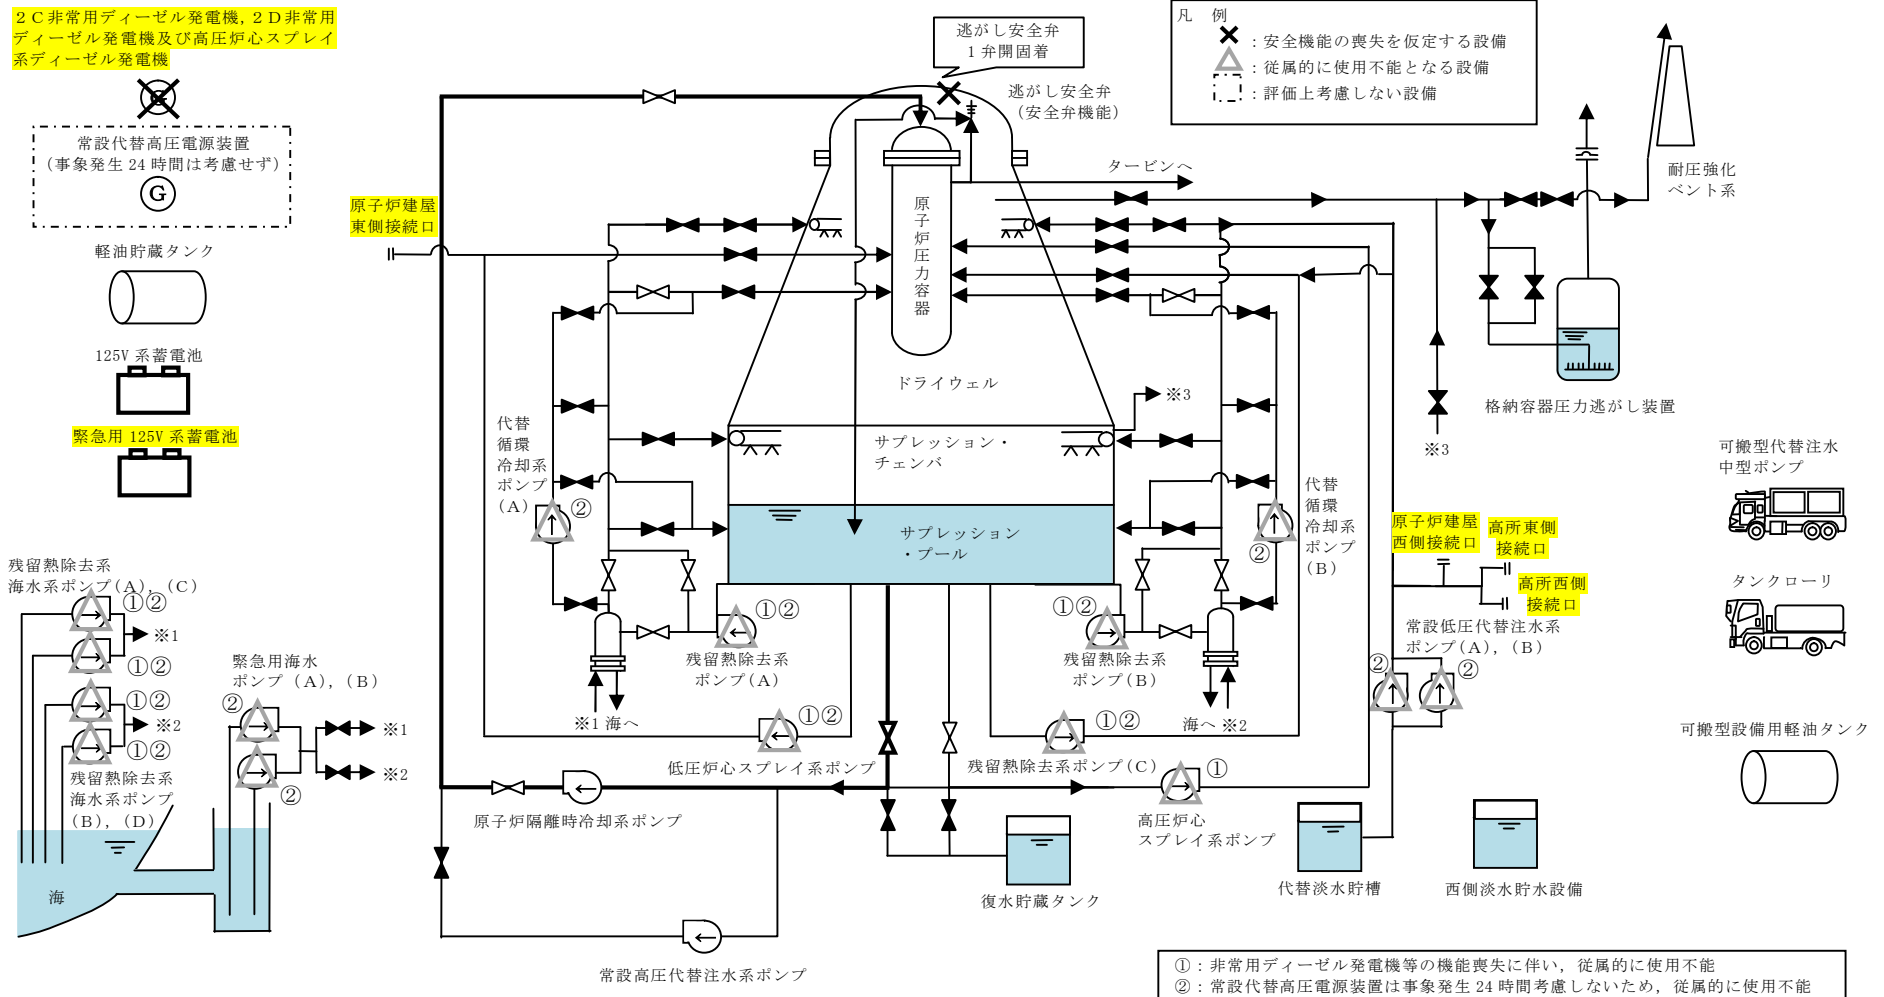 ２Ｃ非常用ディーゼル発電機，２Ｄ非常用
ディーゼル発電機及び高圧炉心スプレイ
系ディーゼル発電機
G
常設代替高圧電源装置
（事象発生 24 時間は考慮せず）
G
軽油貯蔵タンク
125V 系蓄電池
緊急用 125V 系蓄電池
原子炉建屋
東側接続口
逃がし安全弁
１弁開固着
逃がし安全弁
（安全弁機能）
凡　例
：安全機能の喪失を仮定する設備
：従属的に使用不能となる設備
：評価上考慮しない設備
タービンへ
耐圧強化
ベント系
原子炉圧力容器
ドライウェル
※3
サプレッション・
チェンバ
サプレッション
・プール
代替
循環
冷却系
ポンプ
(A)
②
代替
循環
冷却系
ポンプ
(B)
②
格納容器圧力逃がし装置
※3
可搬型代替注水
中型ポンプ
原子炉建屋
西側接続口
高所東側
接続口
高所西側
接続口
タンクローリ
常設低圧代替注水系
ポンプ(A)，(B)
②
②
可搬型設備用軽油タンク
残留熱除去系
海水系ポンプ(A)，(C)
①②
※1
①②
①②
※2
①②
残留熱除去系
海水系ポンプ
(B)，(D)
緊急用海水
ポンプ（A），（B）
②
※1
※2
②
海
残留熱除去系
ポンプ(A)
①②
※1 海へ
①②
低圧炉心スプレイ系ポンプ
①②
残留熱除去系
ポンプ(B)
海へ ※2
①②
残留熱除去系ポンプ(C)
①
高圧炉心
スプレイ系ポンプ
原子炉隔離時冷却系ポンプ
復水貯蔵タンク
代替淡水貯槽
西側淡水貯水設備
常設高圧代替注水系ポンプ
①：非常用ディーゼル発電機等の機能喪失に伴い，従属的に使用不能
②：常設代替高圧電源装置は事象発生 24 時間考慮しないため，従属的に使用不能